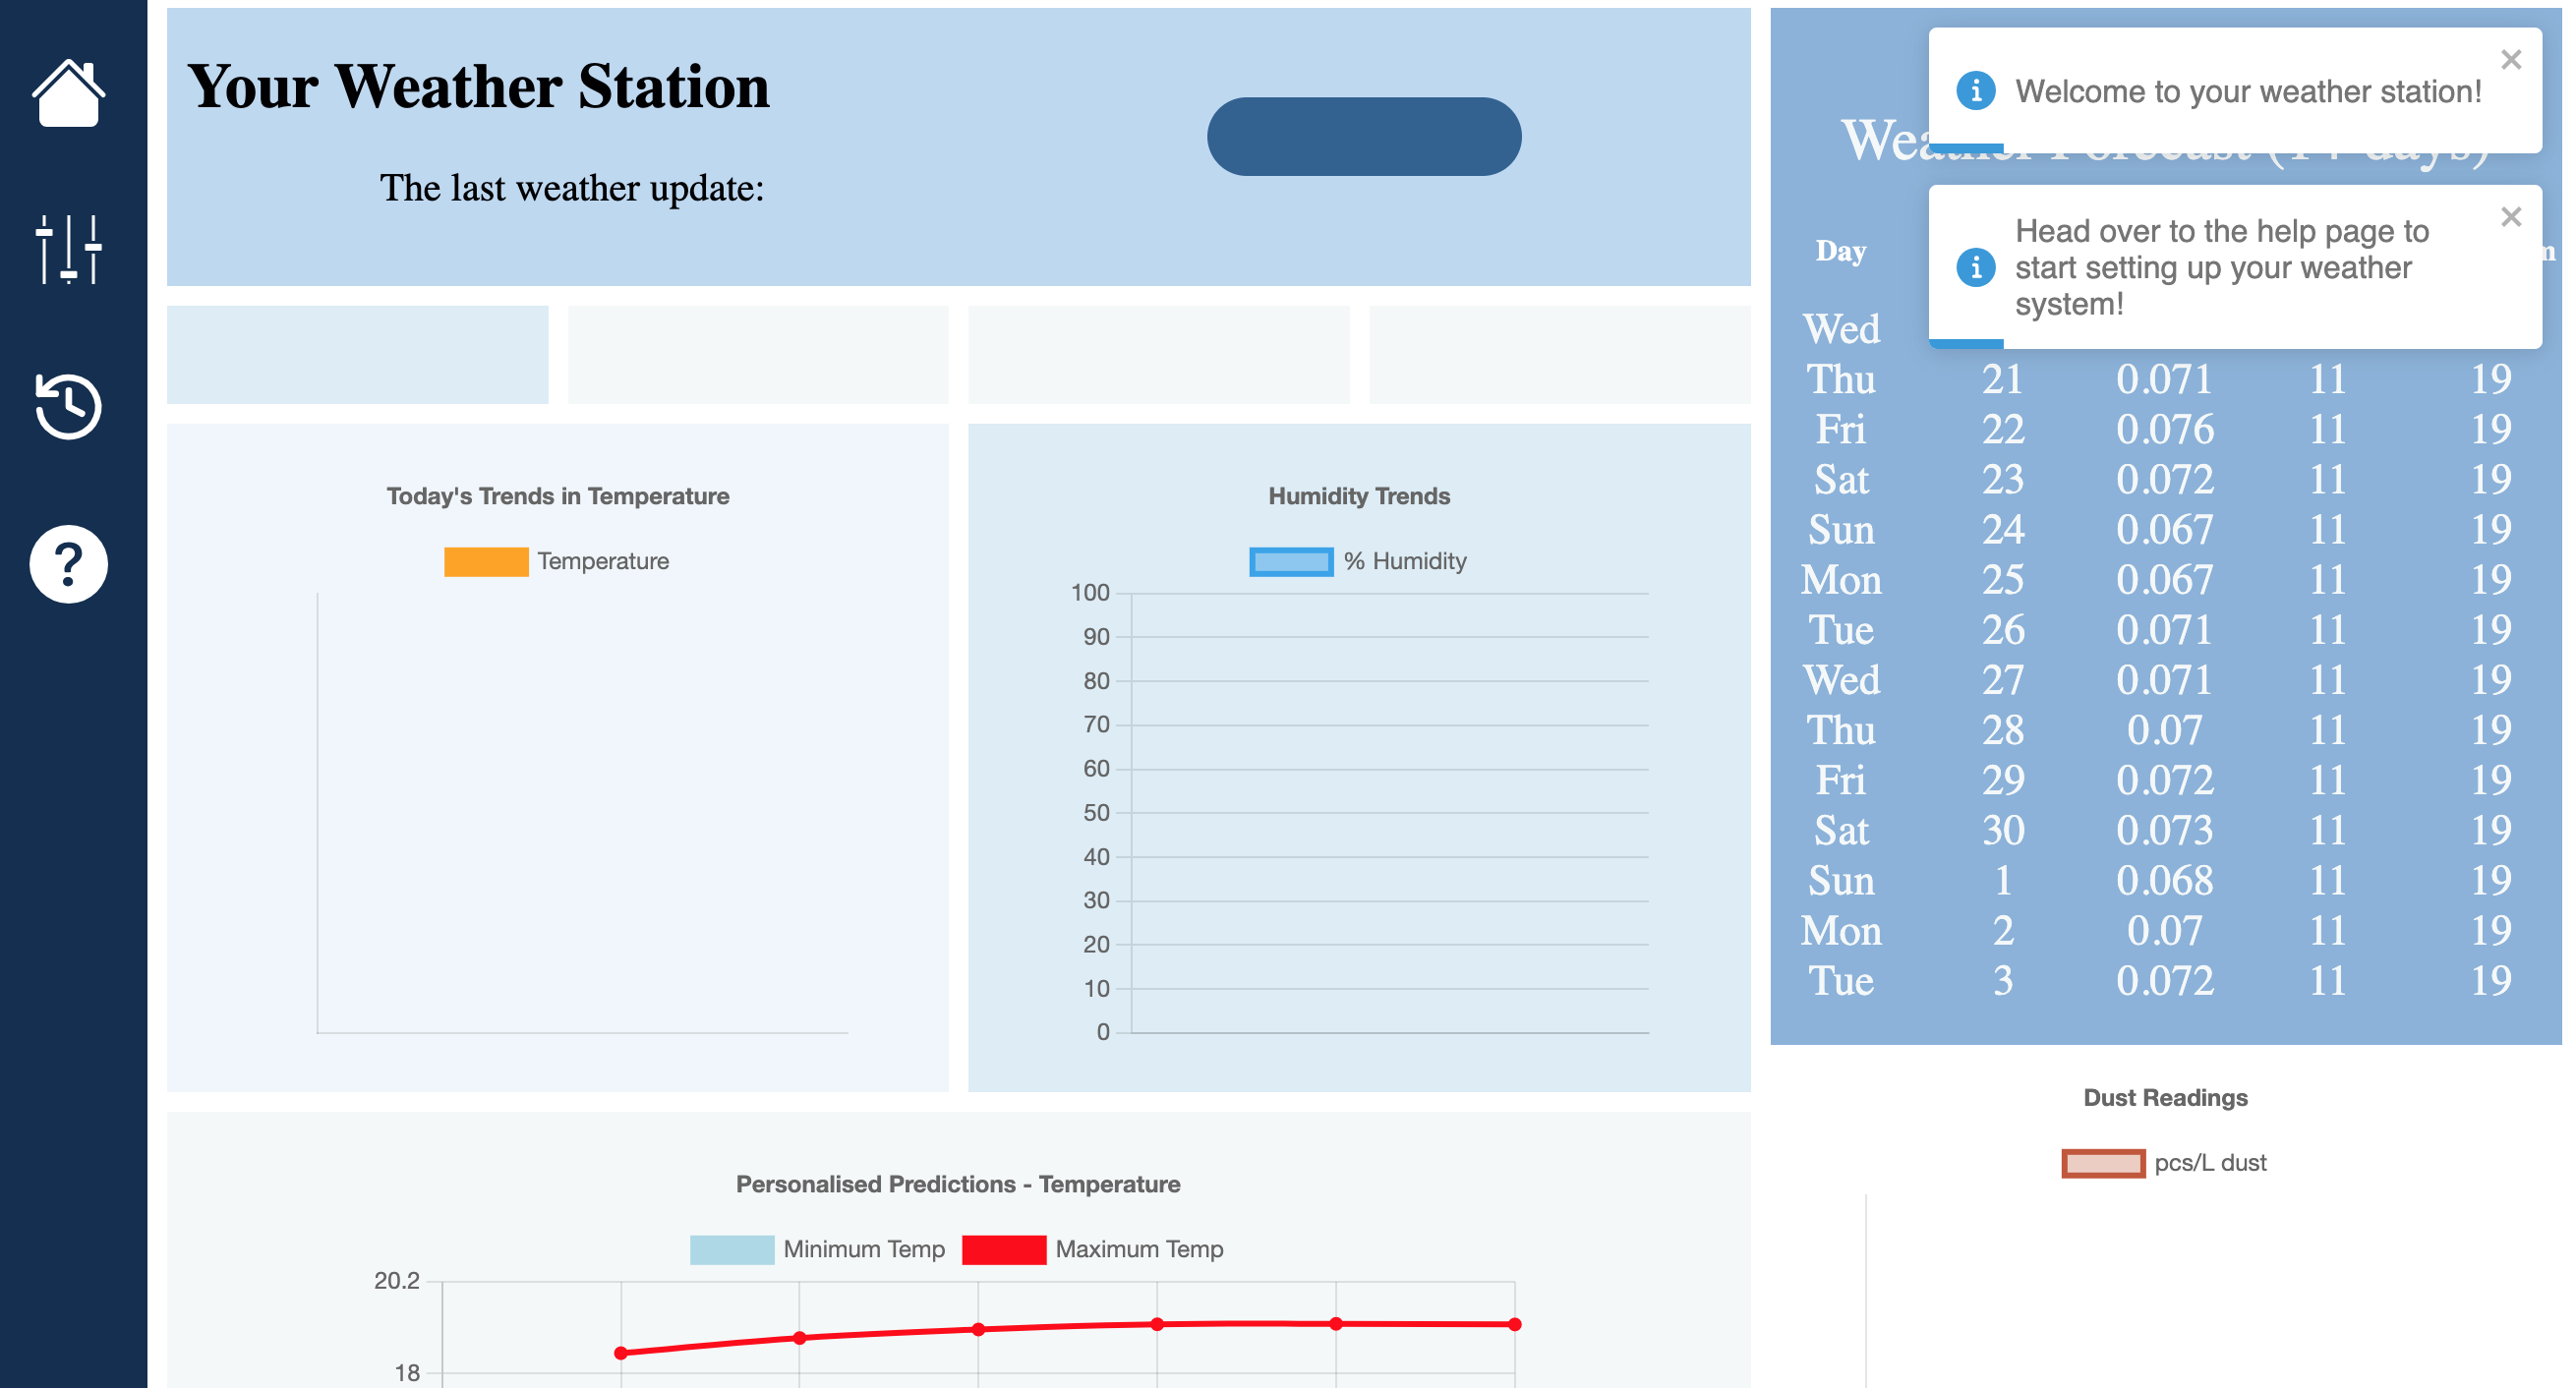 Your Weather Station
The last weather update:
Welcome to your weather station!
Head over to the help page to
start setting up your weather
system!
Day
Wed
Thu 21 0.071 11 19
Fri 22 0.076 11 19
Sat 23 0.072 11 19
Sun 24 0.067 11 19
Mon 25 0.067 11 19
Tue 26 0.071 11 19
Wed 27 0.071 11 19
Thu 28 0.07 11 19
Fri 29 0.072 11 19
Sat 30 0.073 11 19
Sun 1 0.068 11 19
Mon 2 0.07 11 19
Tue 3 0.072 11 19
Today's Trends in Temperature
Temperature
Humidity Trends
% Humidity
100
90
80
70
60
50
40
30
20
10
0
Dust Readings
pcs/L dust
Personalised Predictions - Temperature
Minimum Temp Maximum Temp
20.2
18